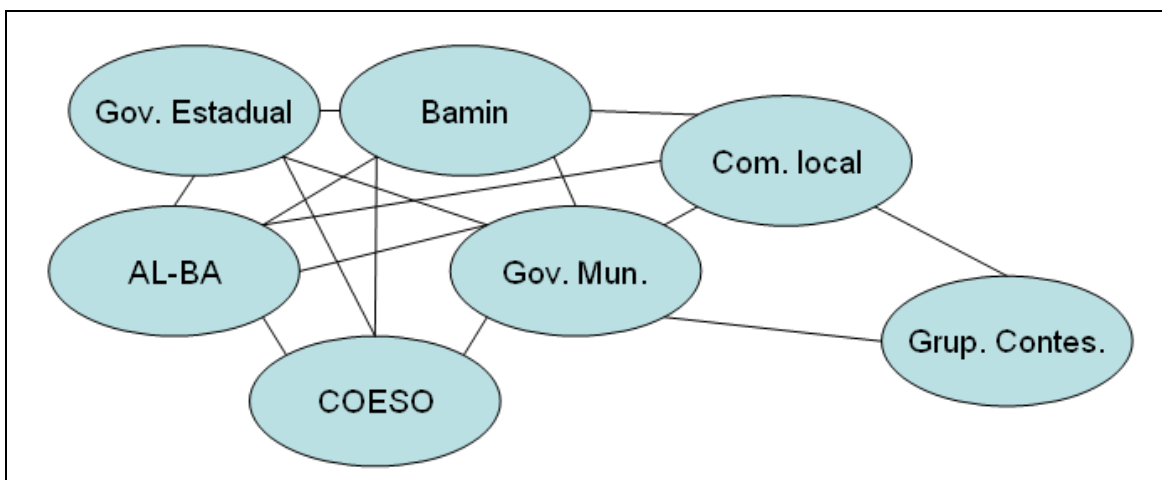 Gov. Estadual
Bamin
Com. local
AL-BA
Gov. Mun.
Grup. Contes.
COESO